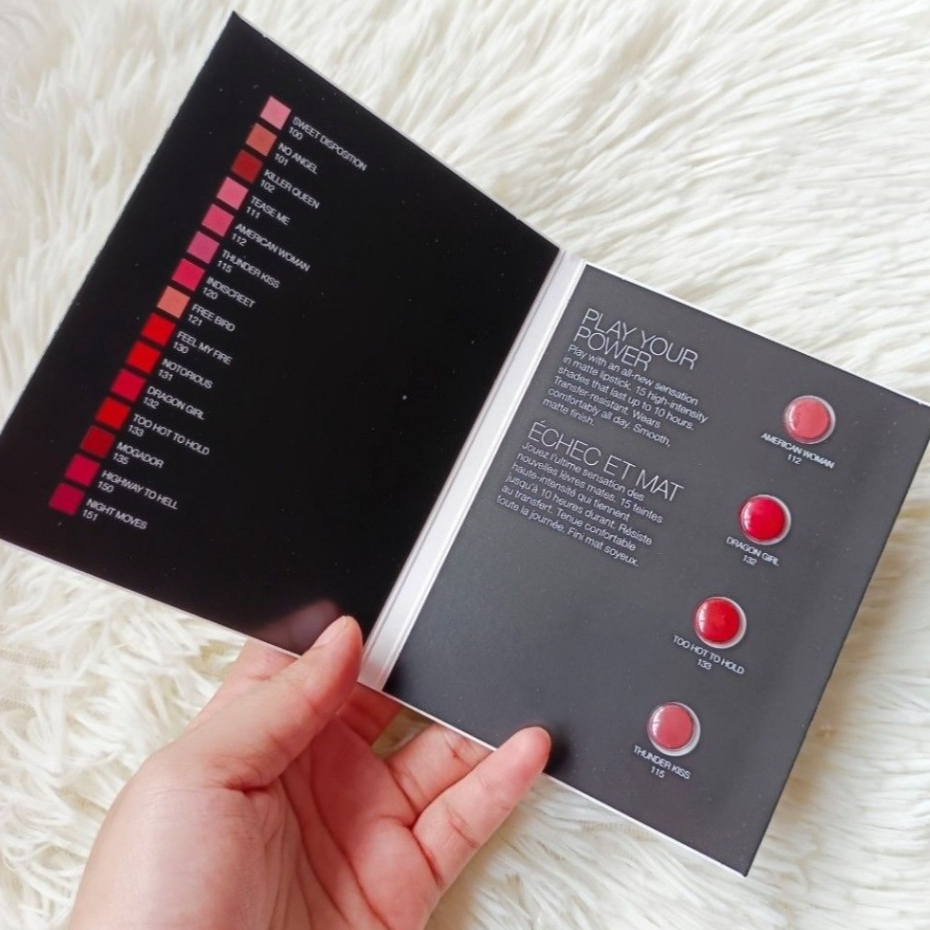 SWEET DISPOSITION
100
NO ANGEL
101
KILLER QUEEN
102
TEASE ME
111
AMERICAN WOMAN
112
THUNDER KISS
115
INDISCREET
120
FREE BIRD
121
FEEL MY FIRE
130
NOTORIOUS
131
DRAGON GIRL
132
TOO HOT TO HOLD
133
MOGADOR
135
HIGHWAY TO HELL
150
NIGHT MOVES
151
PLAY YOUR
POWER
Play with an all-new sensation
in matte lipstick. 15 high-intensity
shades that last up to 10 hours.
Transfer-resistant. Wears
comfortably all day. Smooth,
matte finish.
ÉCHEC ET MAT
Jouez l'ultime sensation des
nouvelles lèvres mates. 15 teintes
haute-intensité qui tiennent
jusqu'à 10 heures durant. Résiste
au transfert. Tenue confortable
toute la journée. Fini mat soyeux.
AMERICAN WOMAN
112
DRAGON GIRL
132
TOO HOT TO HOLD
133
THUNDER KISS
115